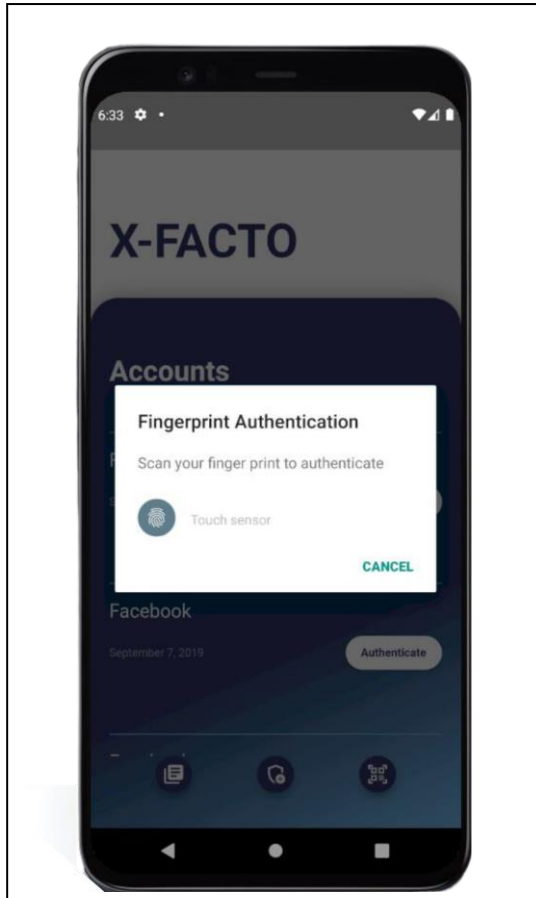 6:33
X-FACTO
Accounts
Fingerprint Authentication
Scan your finger print to authenticate
Touch sensor
CANCEL
Facebook
September 7, 2019
Authenticate